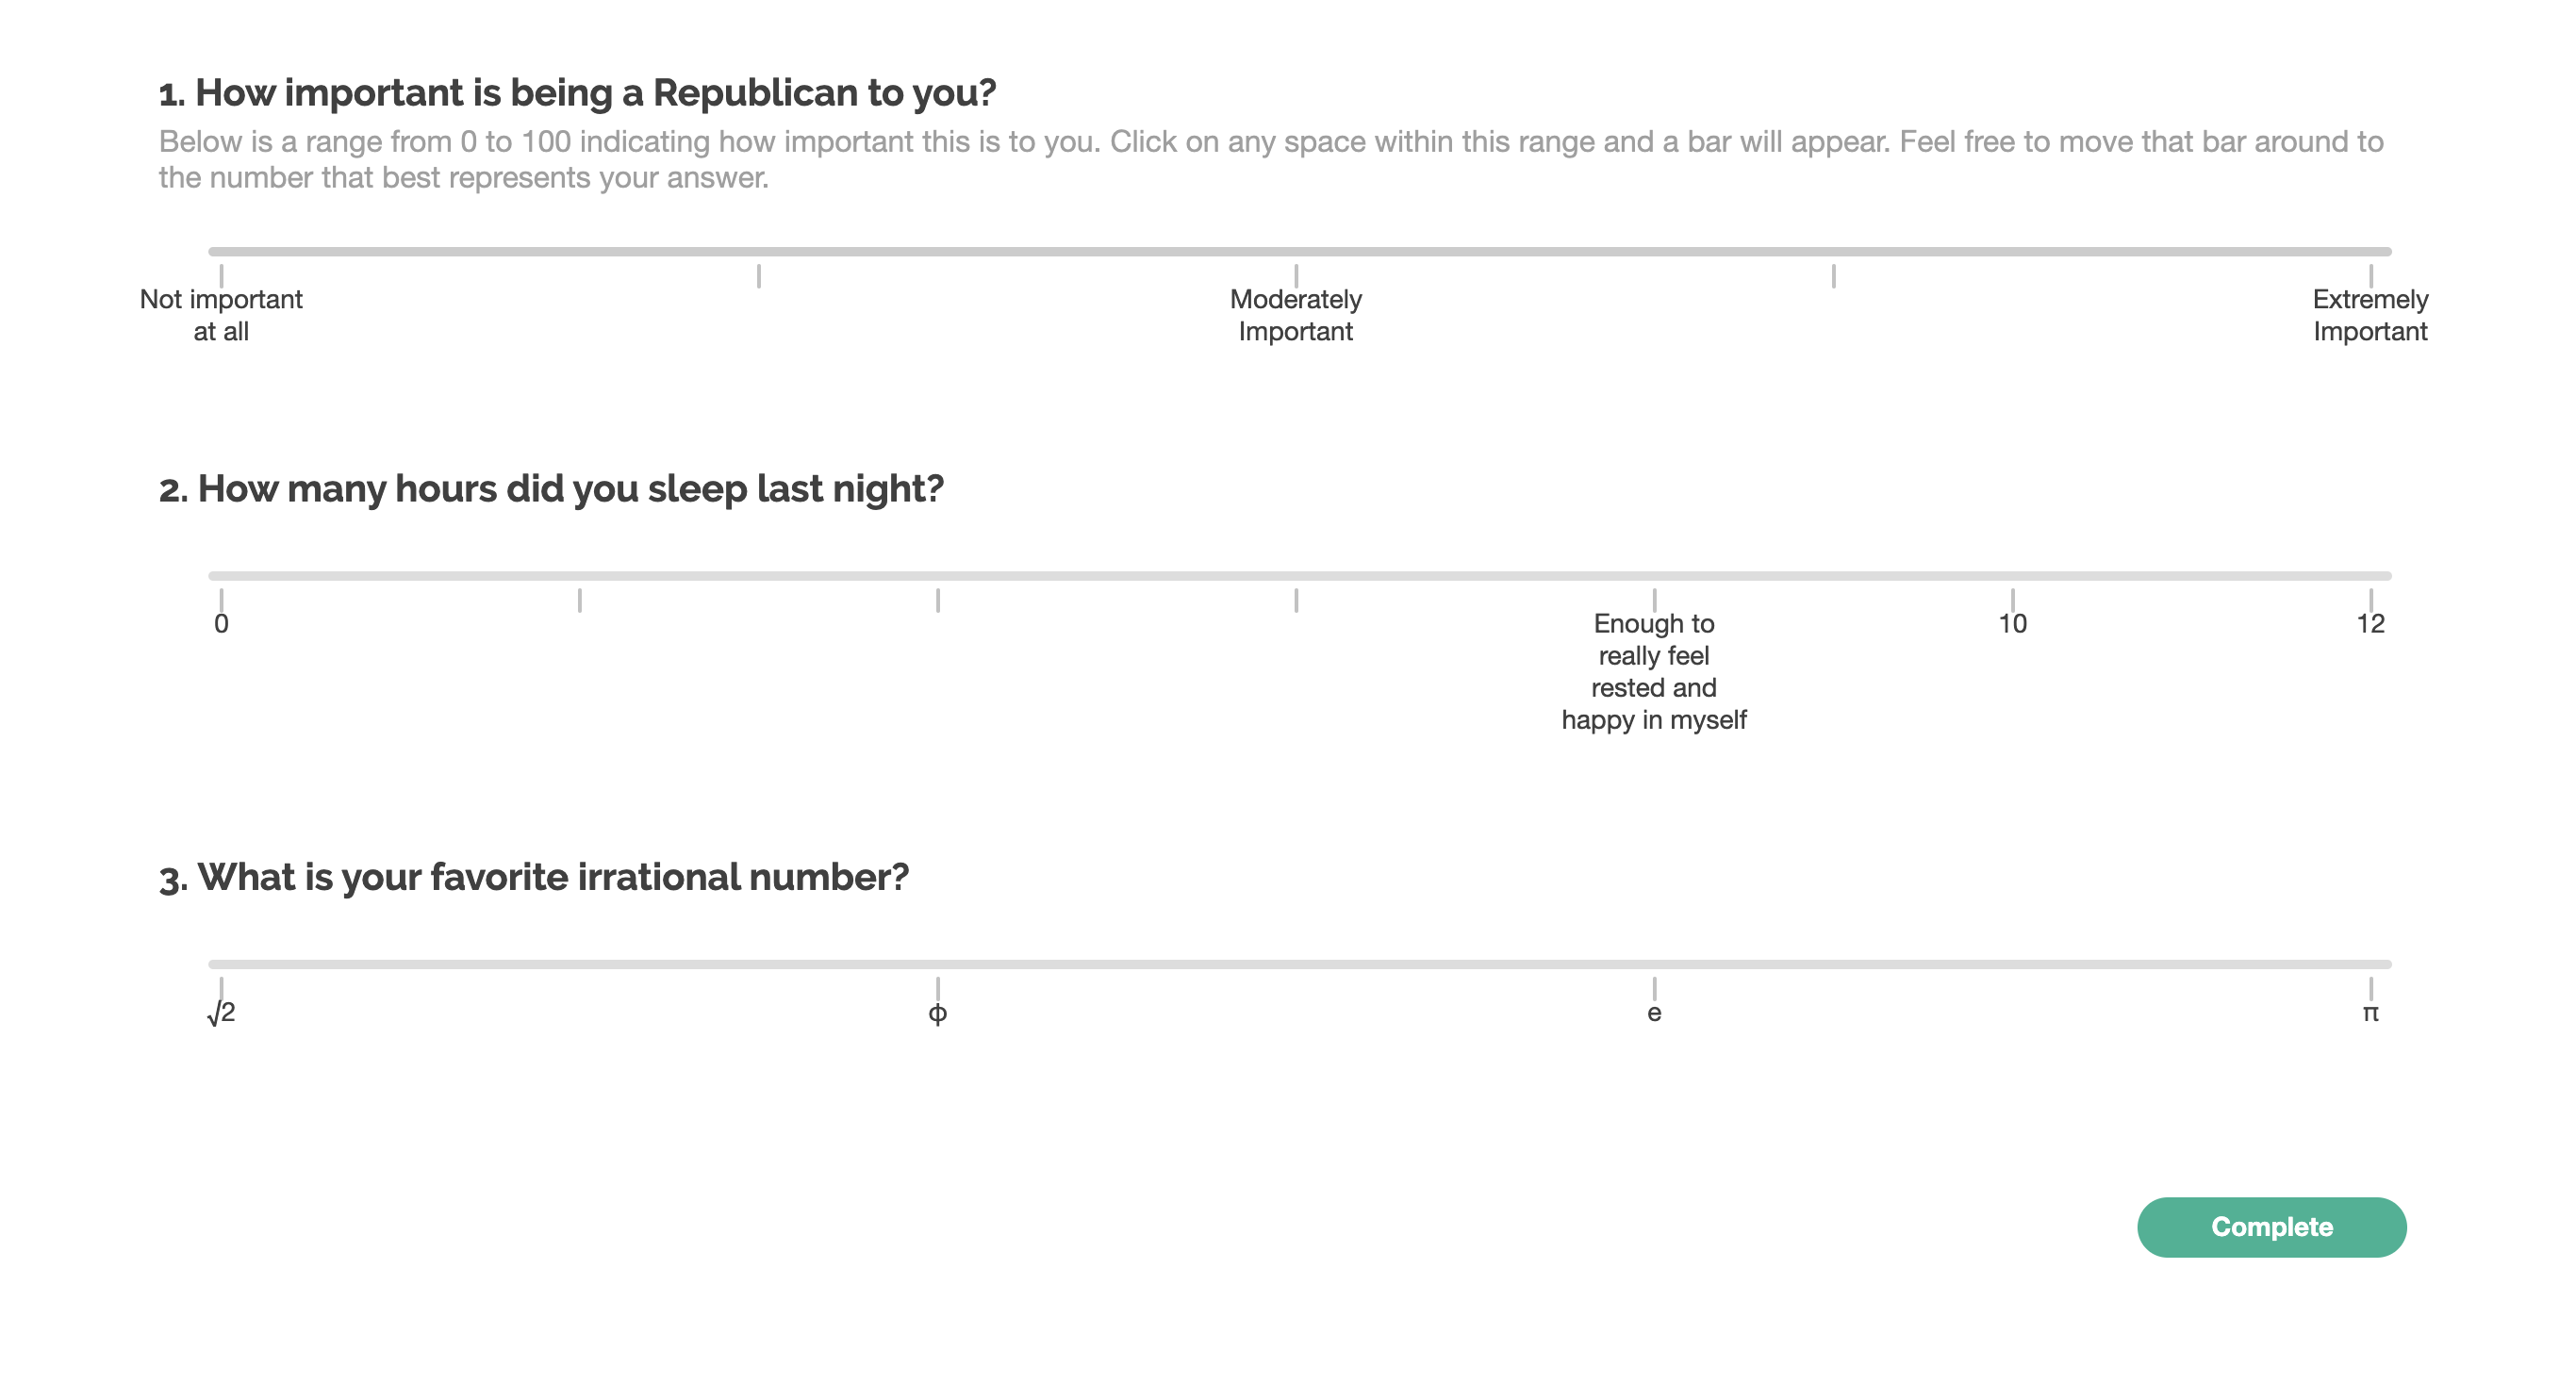 1. How important is being a Republican to you?
Below is a range from 0 to 100 indicating how important this is to you. Click on any space within this range and a bar will appear. Feel free to move that bar around to
the number that best represents your answer.
Not important
at all
Moderately
Important
Extremely
Important
2. How many hours did you sleep last night?
0
Enough to
really feel
rested and
happy in myself
10
12
3. What is your favorite irrational number?
√2
ϕ
e
π
Complete